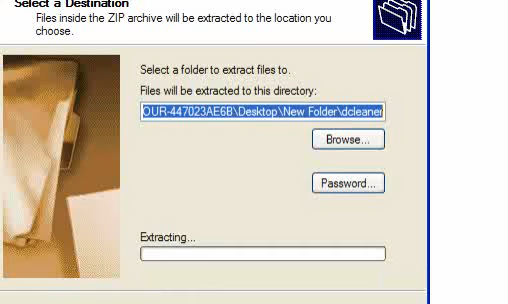 Select a Destination
Files inside the ZIP archive will be extracted to the location you
choose.
Select a folder to extract files to.
Files will be extracted to this directory:
OUR-447023AE6B\Desktop\New Folder\dcleaner
Browse...
Password...
Extracting...